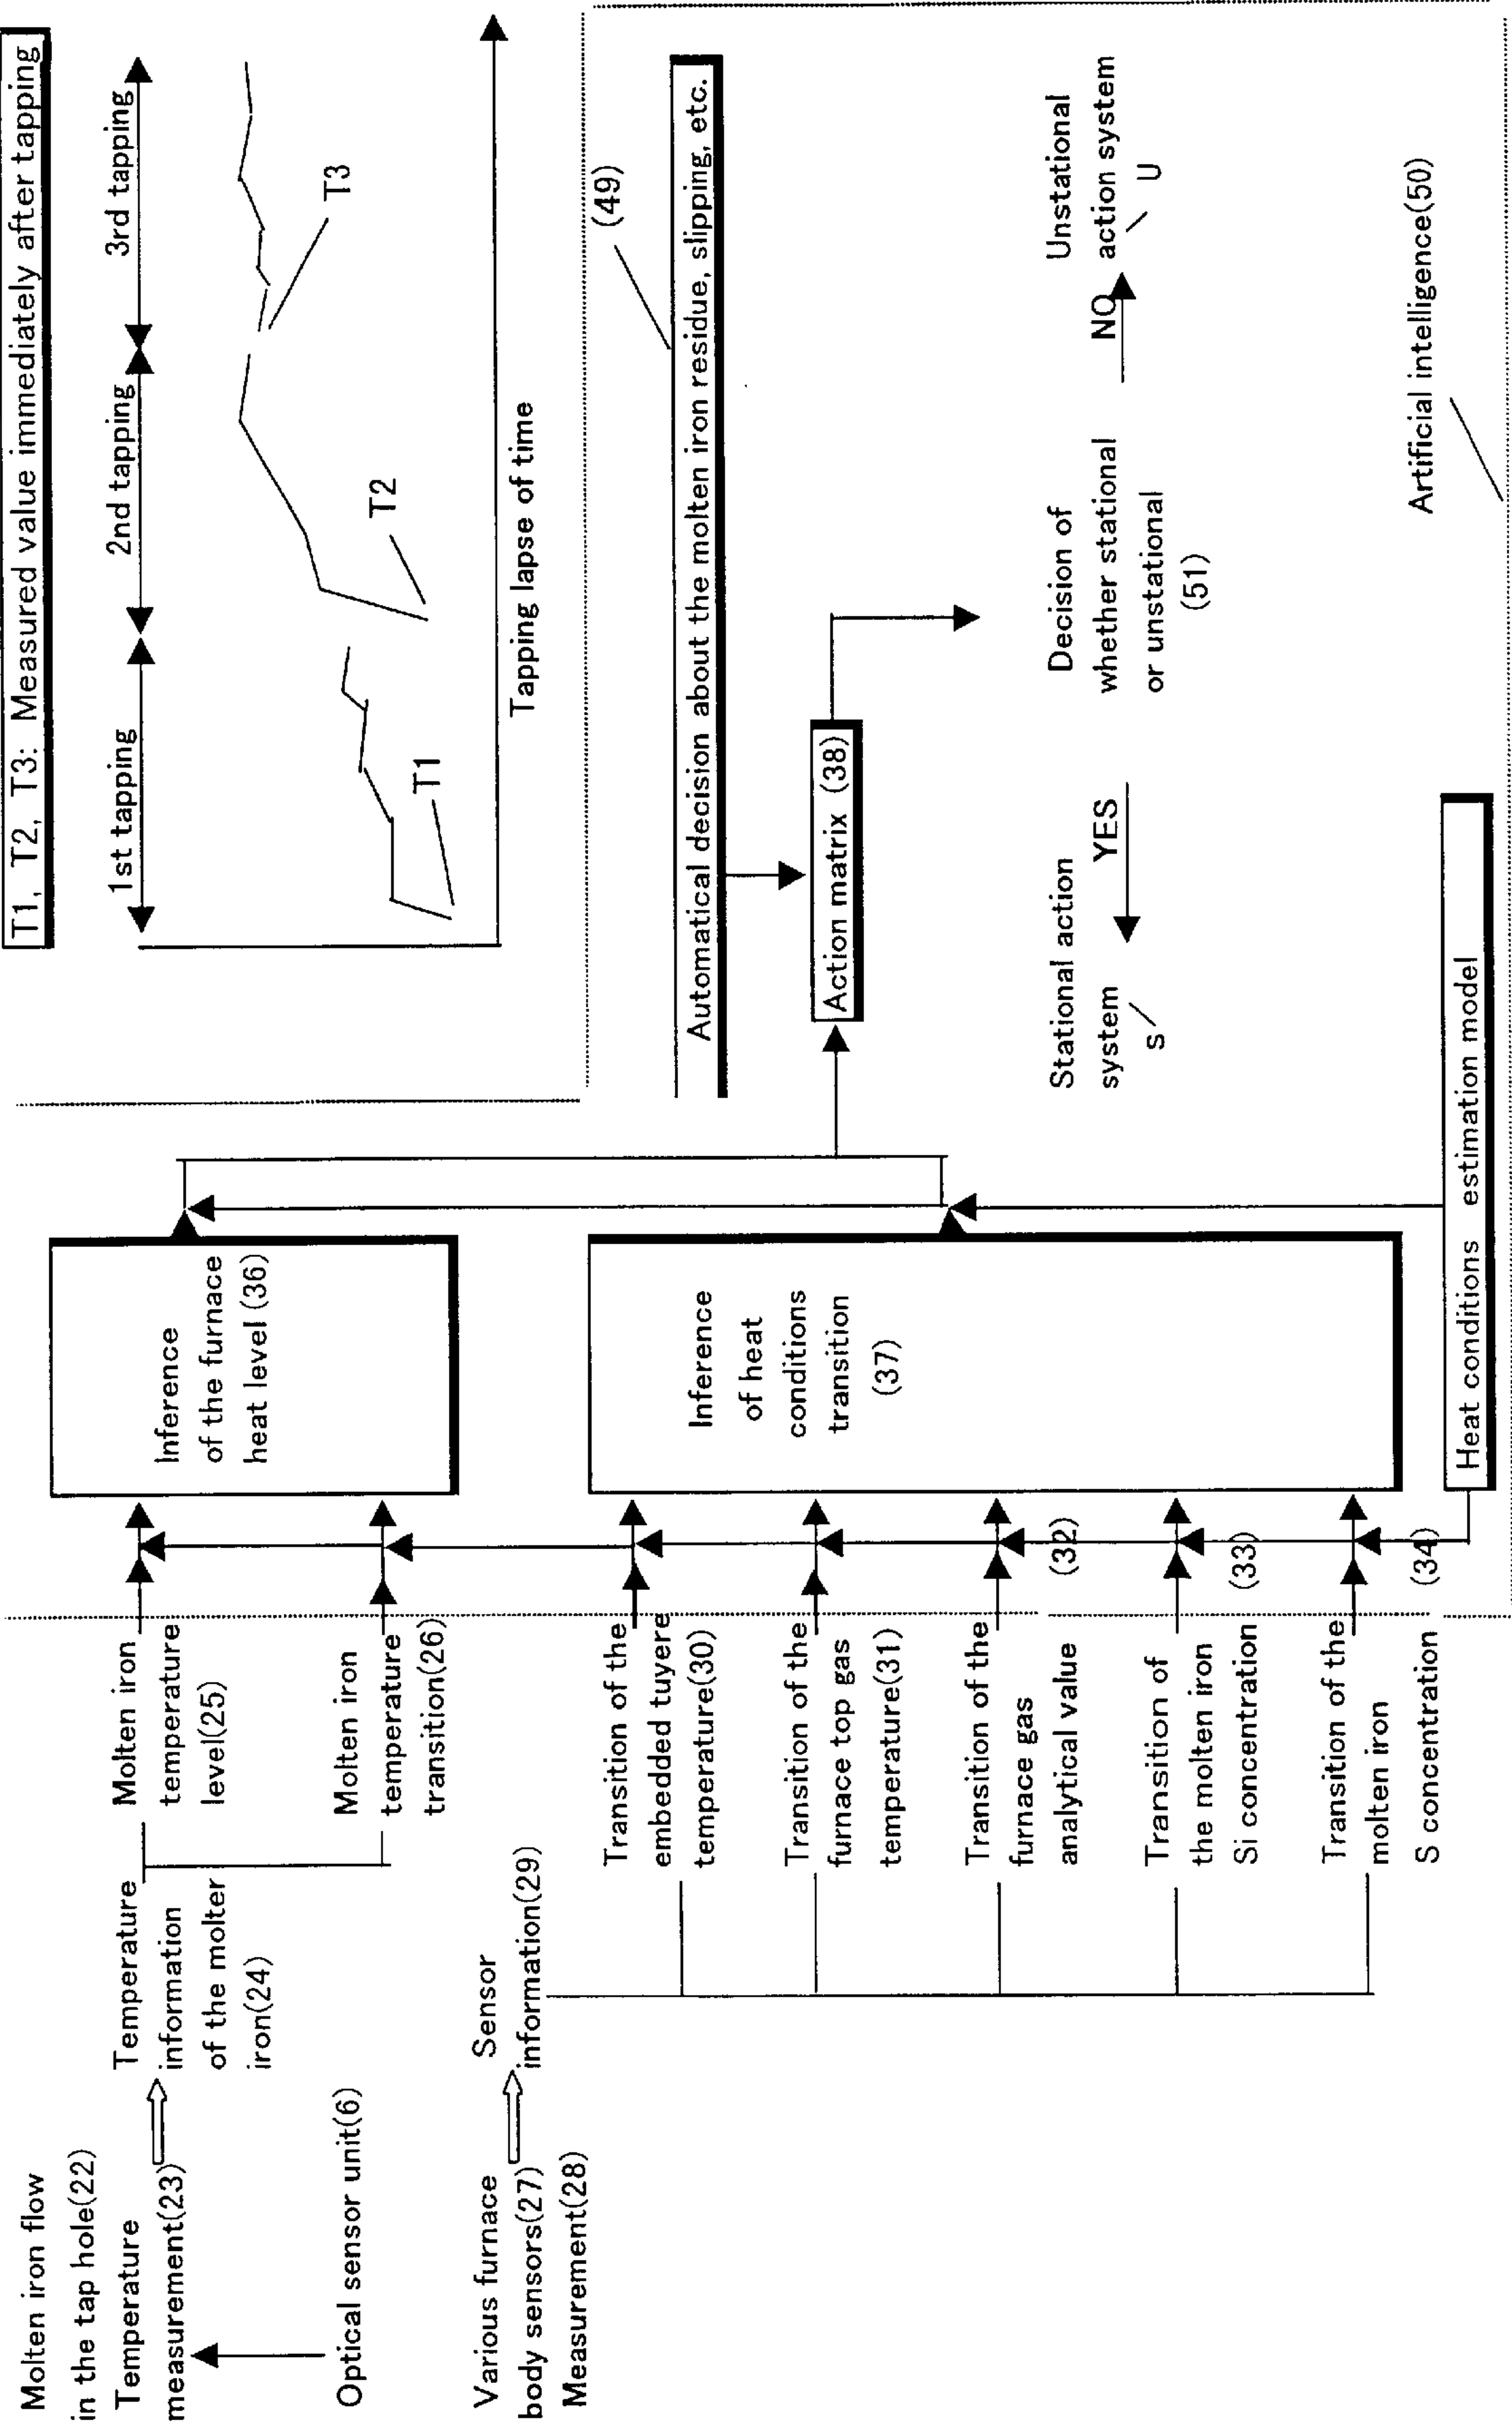 Molten iron flow
in the tap hole(22)
Temperature
measurement(23)
Optical sensor unit(6)
Various furnace
body sensors(27)
Measurement(28)
Temperature
information
of the molter
iron(24)
Sensor
information(29)
Molten iron
temperature
level(25)
Molten iron
temperature
transition(26)
Transition of the
embedded tuyere
temperature(30)
Transition of the
furnace top gas
temperature(31)
Transition of the
furnace gas
analytical value
(32)
Transition of
the molten iron
Si concentration
(33)
Transition of the
molten iron
S concentration
(34)
Inference
of the furnace
heat level (36)
Inference
of heat
conditions
transition
(37)
Heat conditions estimation model
T1, T2, T3: Measured value immediately after tapping
1st tapping
2nd tapping
3rd tapping
T1
T2
T3
Tapping lapse of time
(49)
Automatical decision about the molten iron residue, slipping, etc.
Action matrix (38)
Stational action
system
S
YES
Decision of
whether stational
or unstational
(51)
NO
Unstational
action system
U
Artificial intelligence(50)